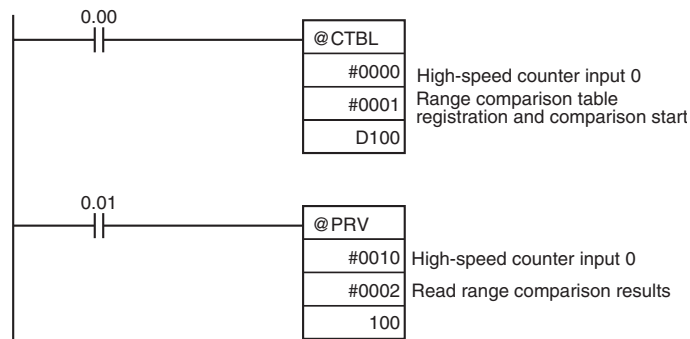 0.00
@CTBL
#0000 High-speed counter input 0
#0001 Range comparison table
registration and comparison start
D100
0.01
@PRV
#0010 High-speed counter input 0
#0002 Read range comparison results
100